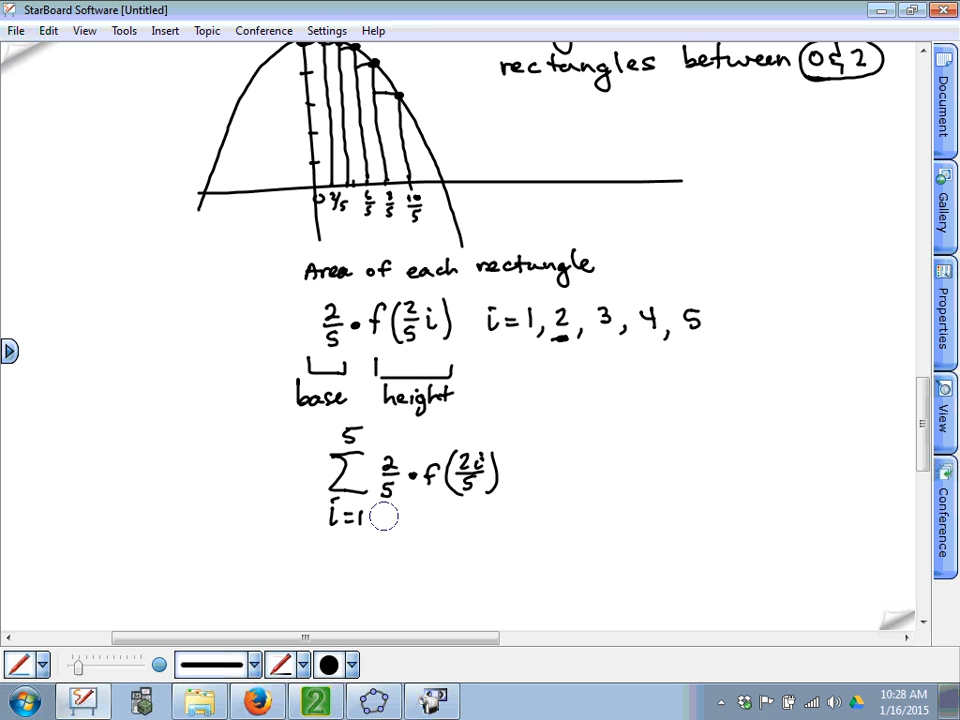 StarBoard Software [Untitled]
File Edit View Tools Insert Topic Conference Settings Help
rectangles between 0 & 2
0 2/5 6/5 8/5 10/5
Area of each rectangle
2/5 • f(2/5 i) i = 1, 2, 3, 4, 5
base height
5
∑ 2/5 • f(2i/5)
i = 1
Document
Gallery
Properties
View
Conference
10:28 AM
1/16/2015